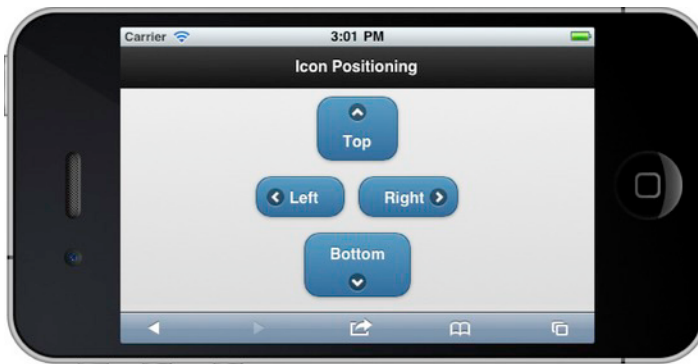 Carrier 3:01 PM
Icon Positioning
Top
Left Right
Bottom